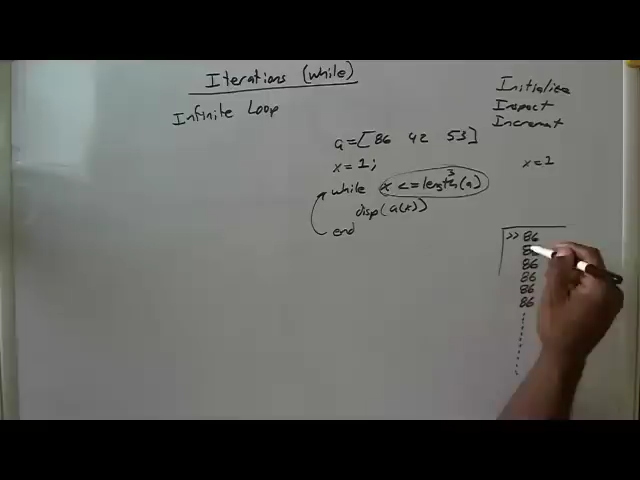 Iterations (while)
Infinite Loop
Initialize
Inspect
Increment
a=[86 42 53]
x=1;
x=1
3
while x<=length(a)
disp(a(x))
end
>> 86
86
86
86
86
86